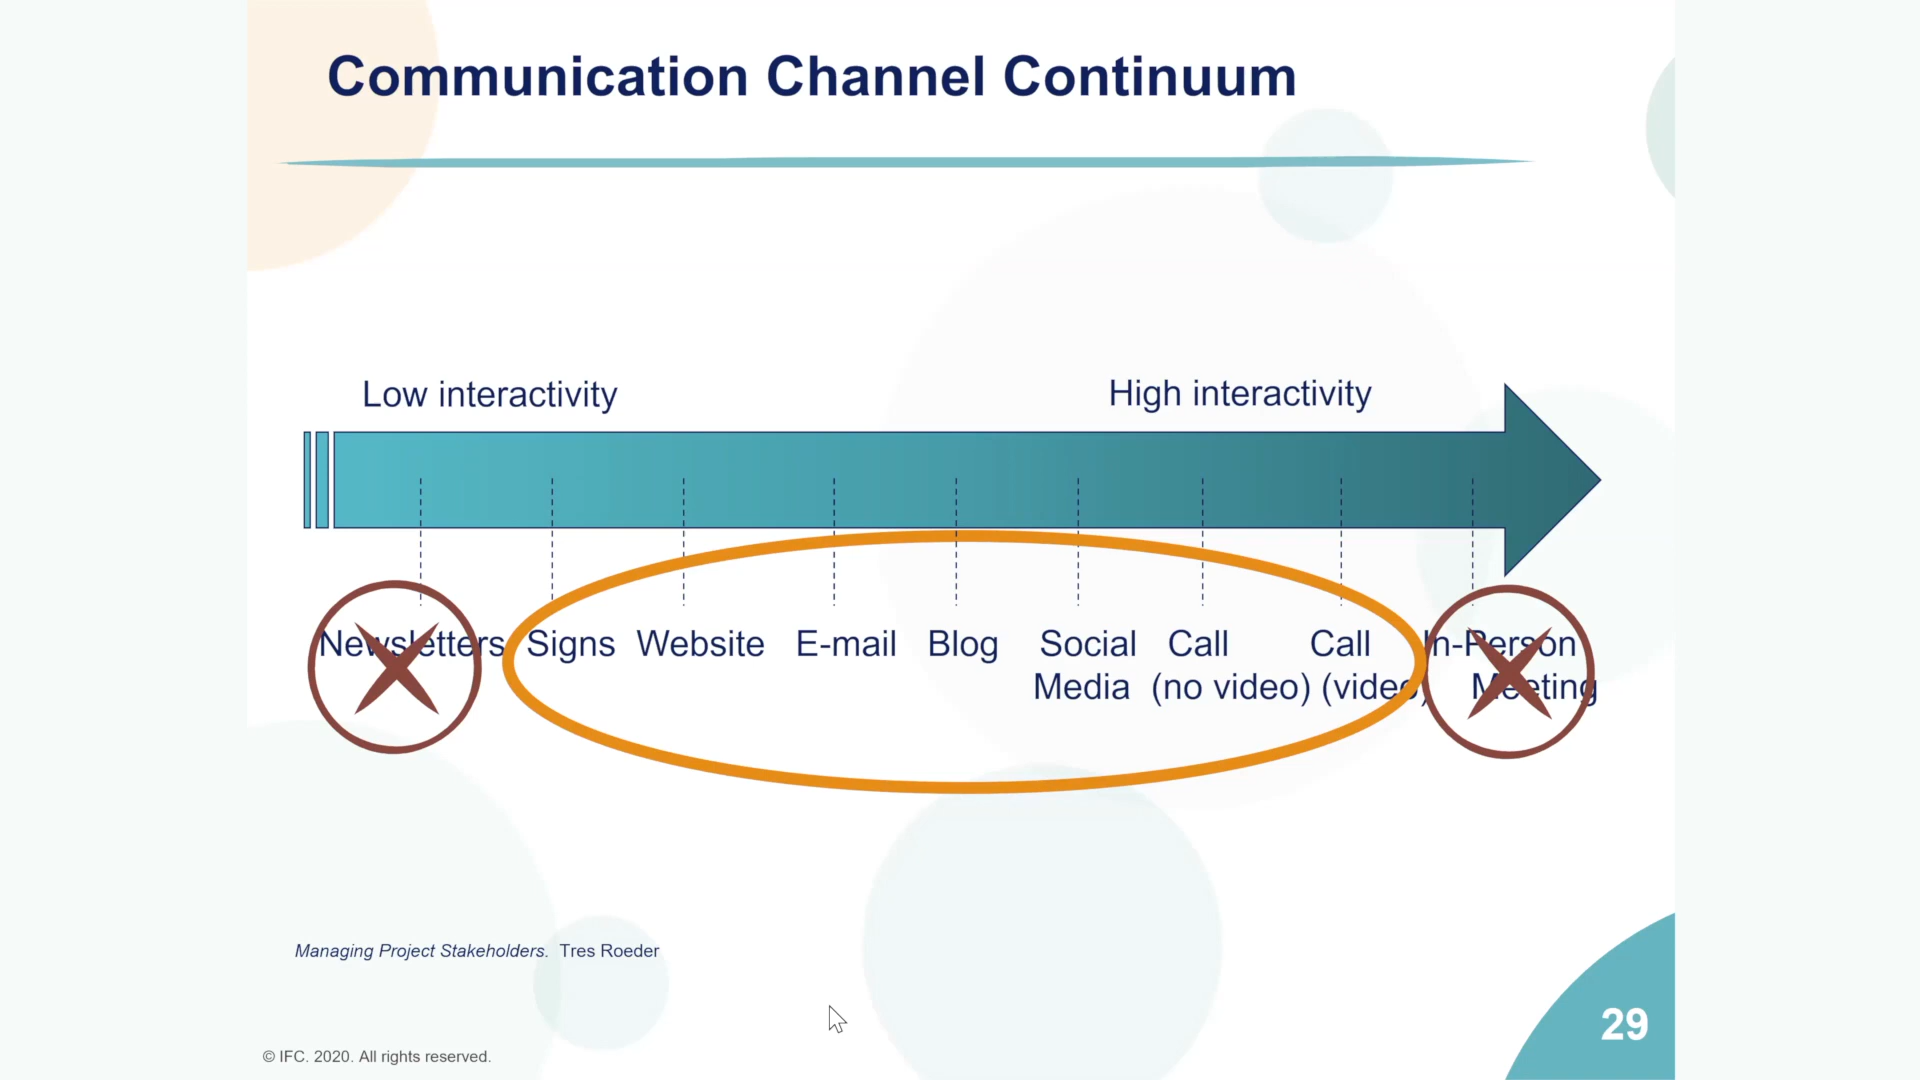 Communication Channel Continuum
Low interactivity High interactivity
Newsletters Signs Website E-mail Blog Social Call Call In-Person
Media (no video) (video) Meeting
Managing Project Stakeholders. Tres Roeder
29
© IFC. 2020. All rights reserved.